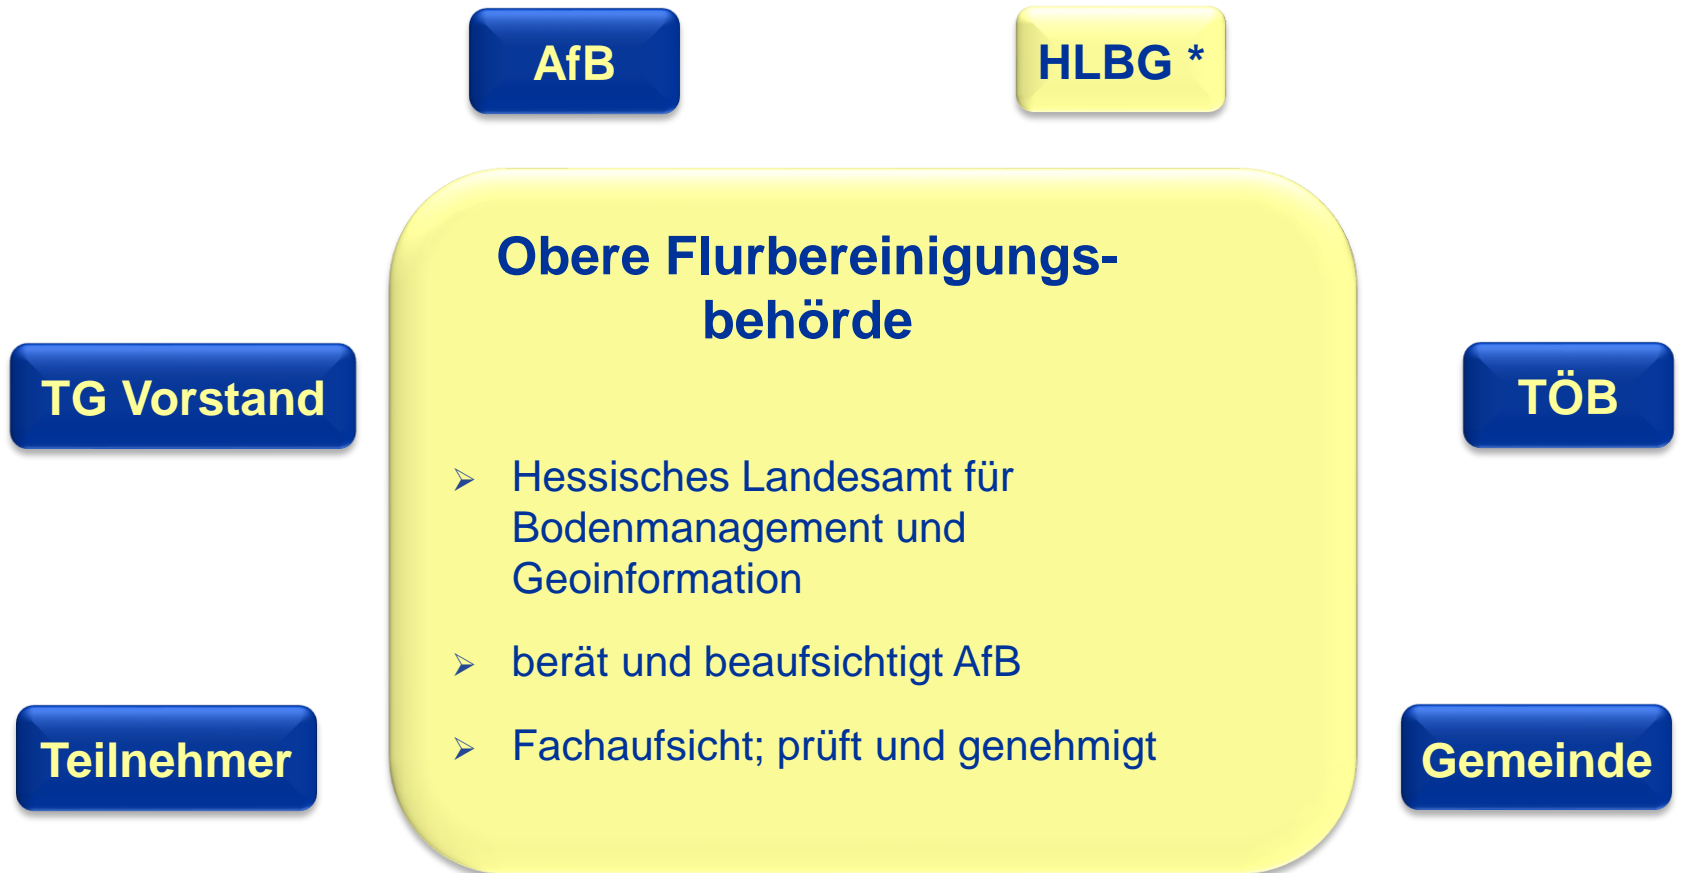 AfB
HLBG *
Obere Flurbereinigungs-
behörde
TG Vorstand
TÖB
➢ Hessisches Landesamt für
Bodenmanagement und
Geoinformation
➢ berät und beaufsichtigt AfB
➢ Fachaufsicht; prüft und genehmigt
Teilnehmer
Gemeinde